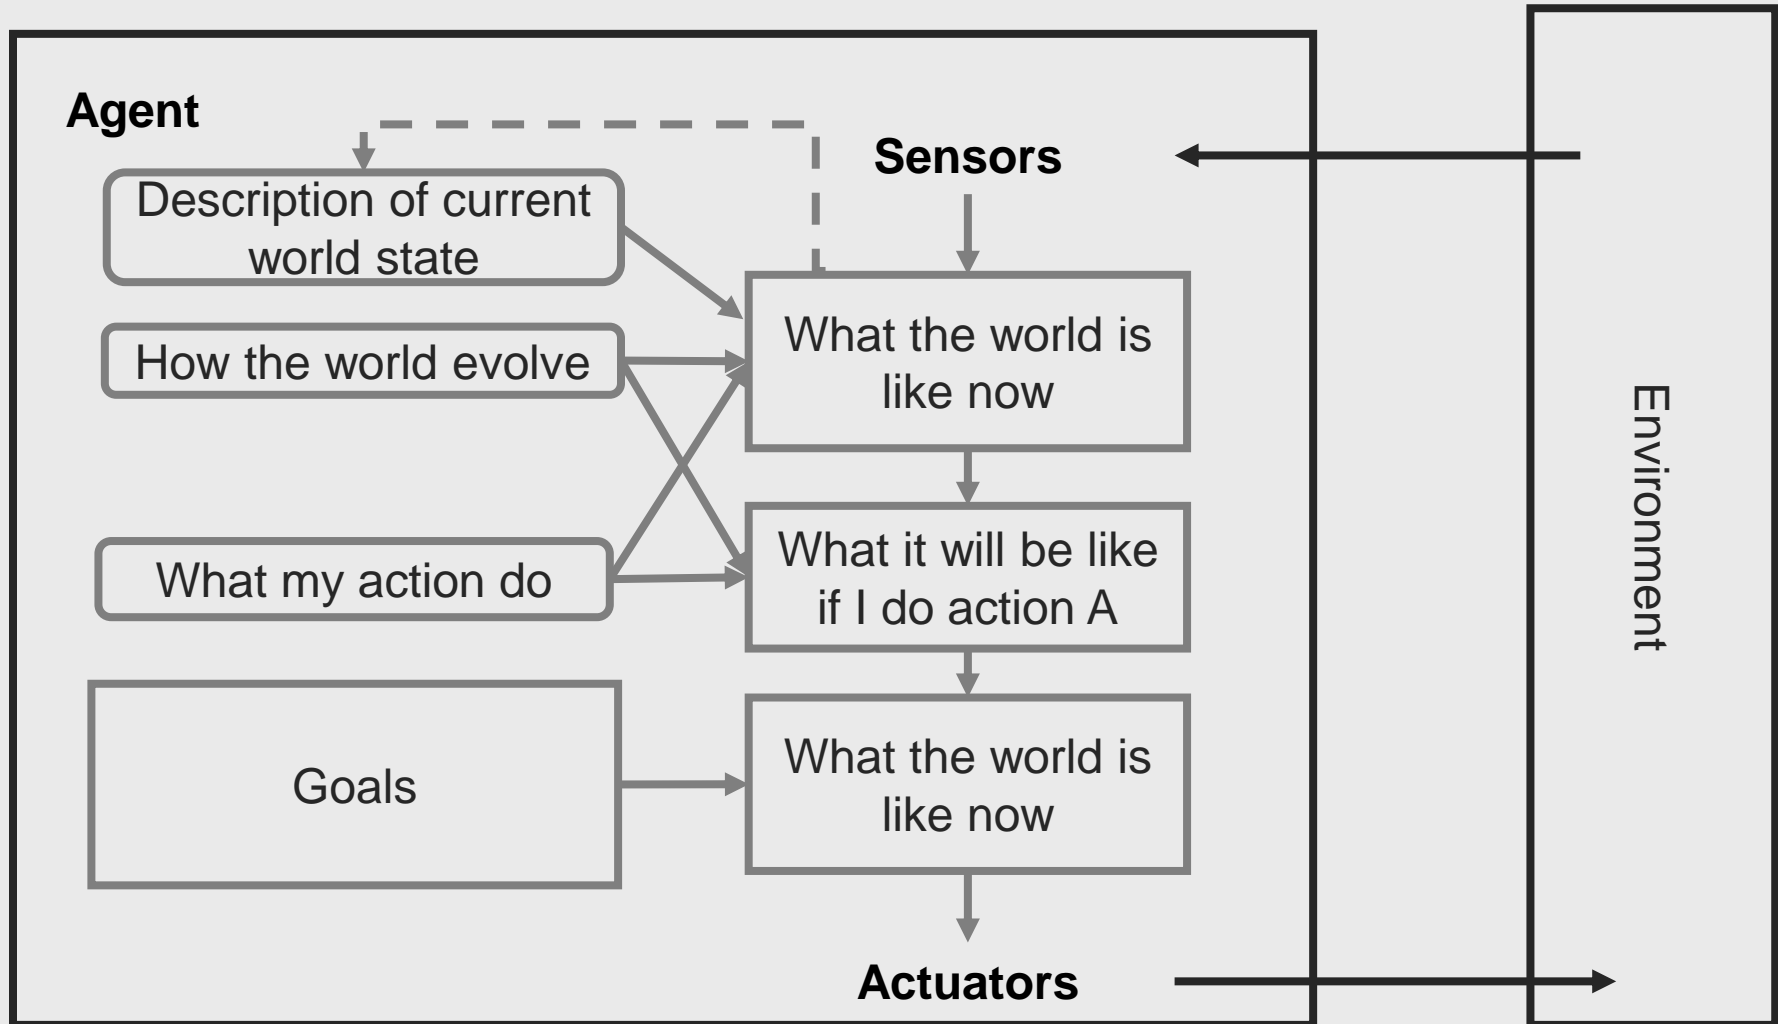 Agent
Sensors
Description of current
world state
What the world is
like now
How the world evolve
What it will be like
if I do action A
What my action do
Goals
What the world is
like now
Actuators
Environment